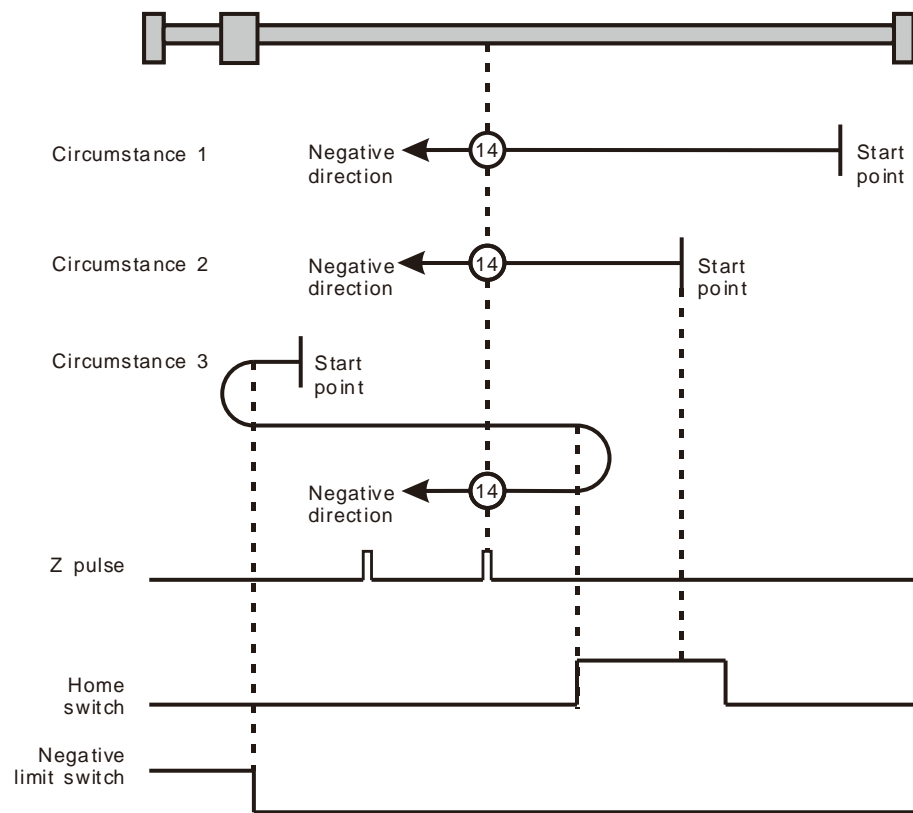 Circumstance 1
Negative
direction
14
Start
point
Circumstance 2
Negative
direction
14
Start
point
Circumstance 3
Start
point
Negative
direction
14
Z pulse
Home
switch
Negative
limit switch